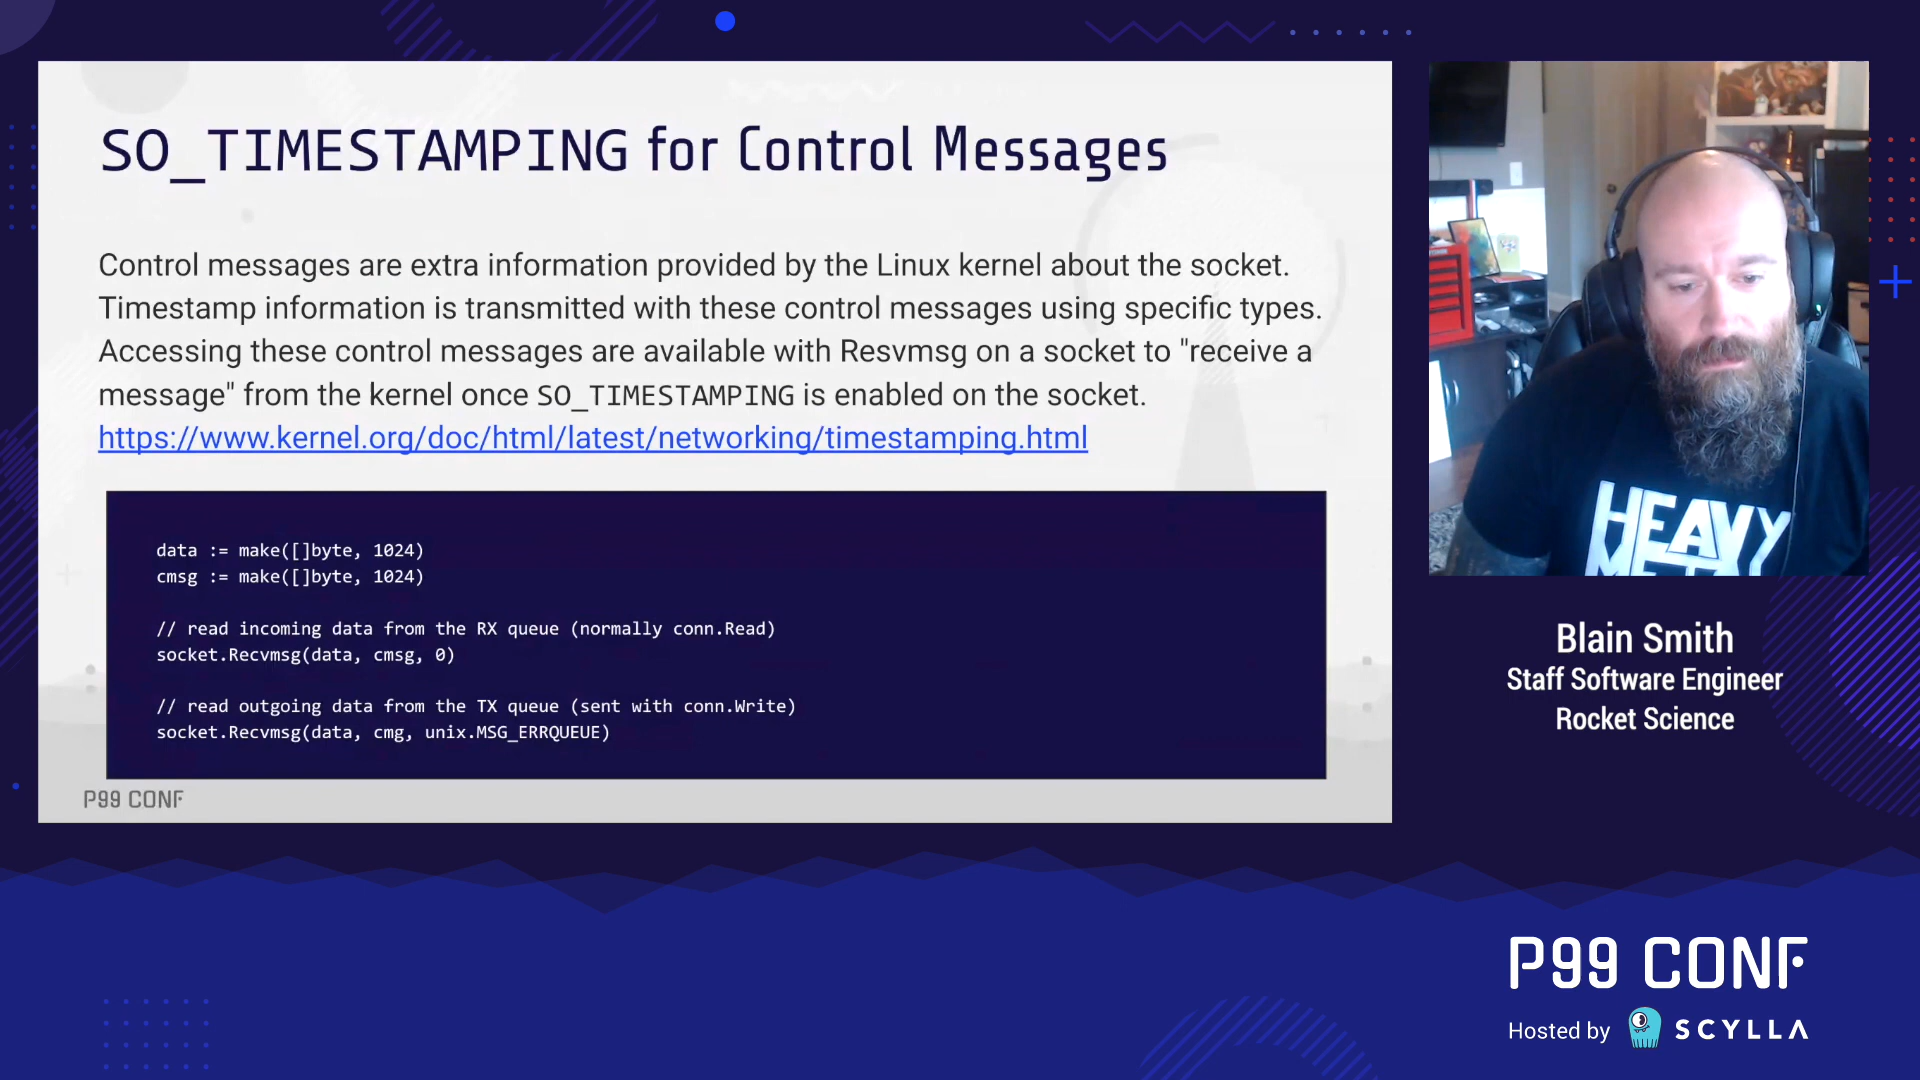 SO_TIMESTAMPING for Control Messages
Control messages are extra information provided by the Linux kernel about the socket.
Timestamp information is transmitted with these control messages using specific types.
Accessing these control messages are available with Resvmsg on a socket to "receive a
message" from the kernel once SO_TIMESTAMPING is enabled on the socket.
https://www.kernel.org/doc/html/latest/networking/timestamping.html
data := make([]byte, 1024)
cmsg := make([]byte, 1024)
// read incoming data from the RX queue (normally conn.Read)
socket.Recvmsg(data, cmsg, 0)
// read outgoing data from the TX queue (sent with conn.Write)
socket.Recvmsg(data, cmg, unix.MSG_ERRQUEUE)
P99 CONF
HEAVY
METAL
Blain Smith
Staff Software Engineer
Rocket Science
P99 CONF
Hosted by SCYLLA